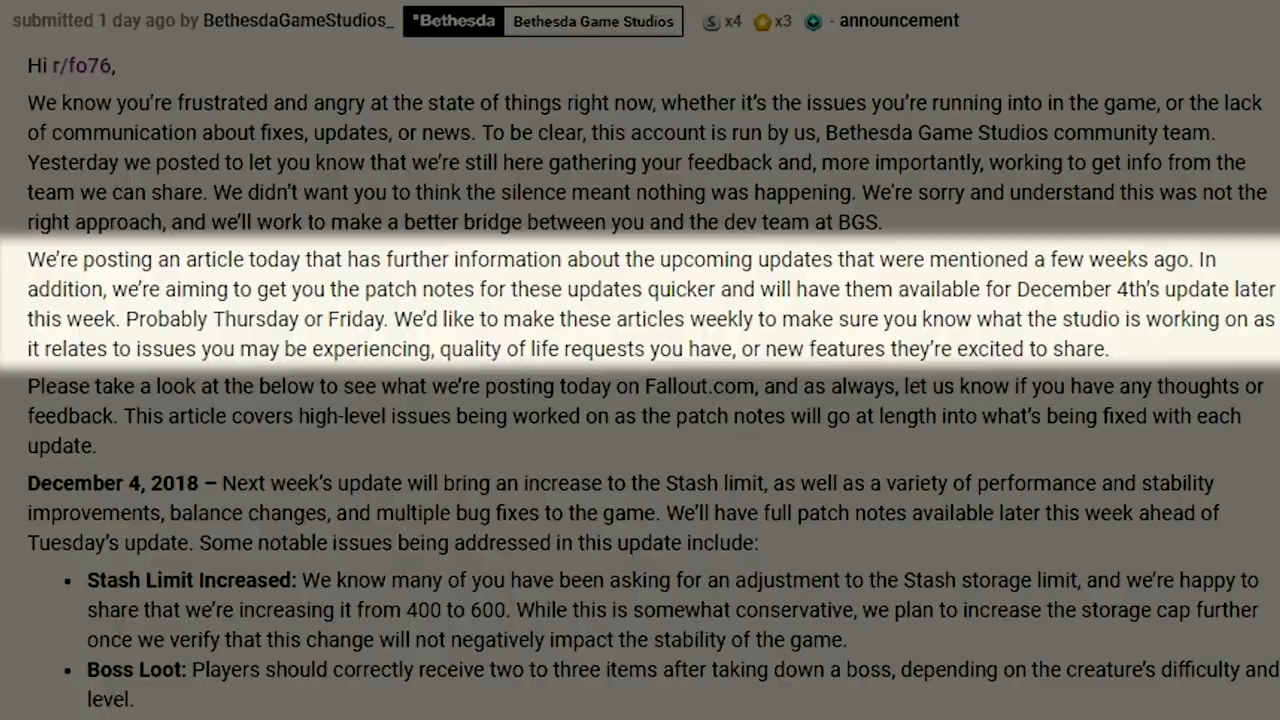 submitted 1 day ago by BethesdaGameStudios_ *Bethesda Bethesda Game Studios S x4 x3 - announcement
Hi r/fo76,
We know you're frustrated and angry at the state of things right now, whether it's the issues you're running into in the game, or the lack
of communication about fixes, updates, or news. To be clear, this account is run by us, Bethesda Game Studios community team.
Yesterday we posted to let you know that we're still here gathering your feedback and, more importantly, working to get info from the
team we can share. We didn't want you to think the silence meant nothing was happening. We're sorry and understand this was not the
right approach, and we'll work to make a better bridge between you and the dev team at BGS.
We're posting an article today that has further information about the upcoming updates that were mentioned a few weeks ago. In
addition, we're aiming to get you the patch notes for these updates quicker and will have them available for December 4th's update later
this week. Probably Thursday or Friday. We'd like to make these articles weekly to make sure you know what the studio is working on as
it relates to issues you may be experiencing, quality of life requests you have, or new features they're excited to share.
Please take a look at the below to see what we're posting today on Fallout.com, and as always, let us know if you have any thoughts or
feedback. This article covers high-level issues being worked on as the patch notes will go at length into what's being fixed with each
update.
December 4, 2018 – Next week's update will bring an increase to the Stash limit, as well as a variety of performance and stability
improvements, balance changes, and multiple bug fixes to the game. We'll have full patch notes available later this week ahead of
Tuesday's update. Some notable issues being addressed in this update include:
• Stash Limit Increased: We know many of you have been asking for an adjustment to the Stash storage limit, and we're happy to
share that we're increasing it from 400 to 600. While this is somewhat conservative, we plan to increase the storage cap further
once we verify that this change will not negatively impact the stability of the game.
• Boss Loot: Players should correctly receive two to three items after taking down a boss, depending on the creature's difficulty and
level.